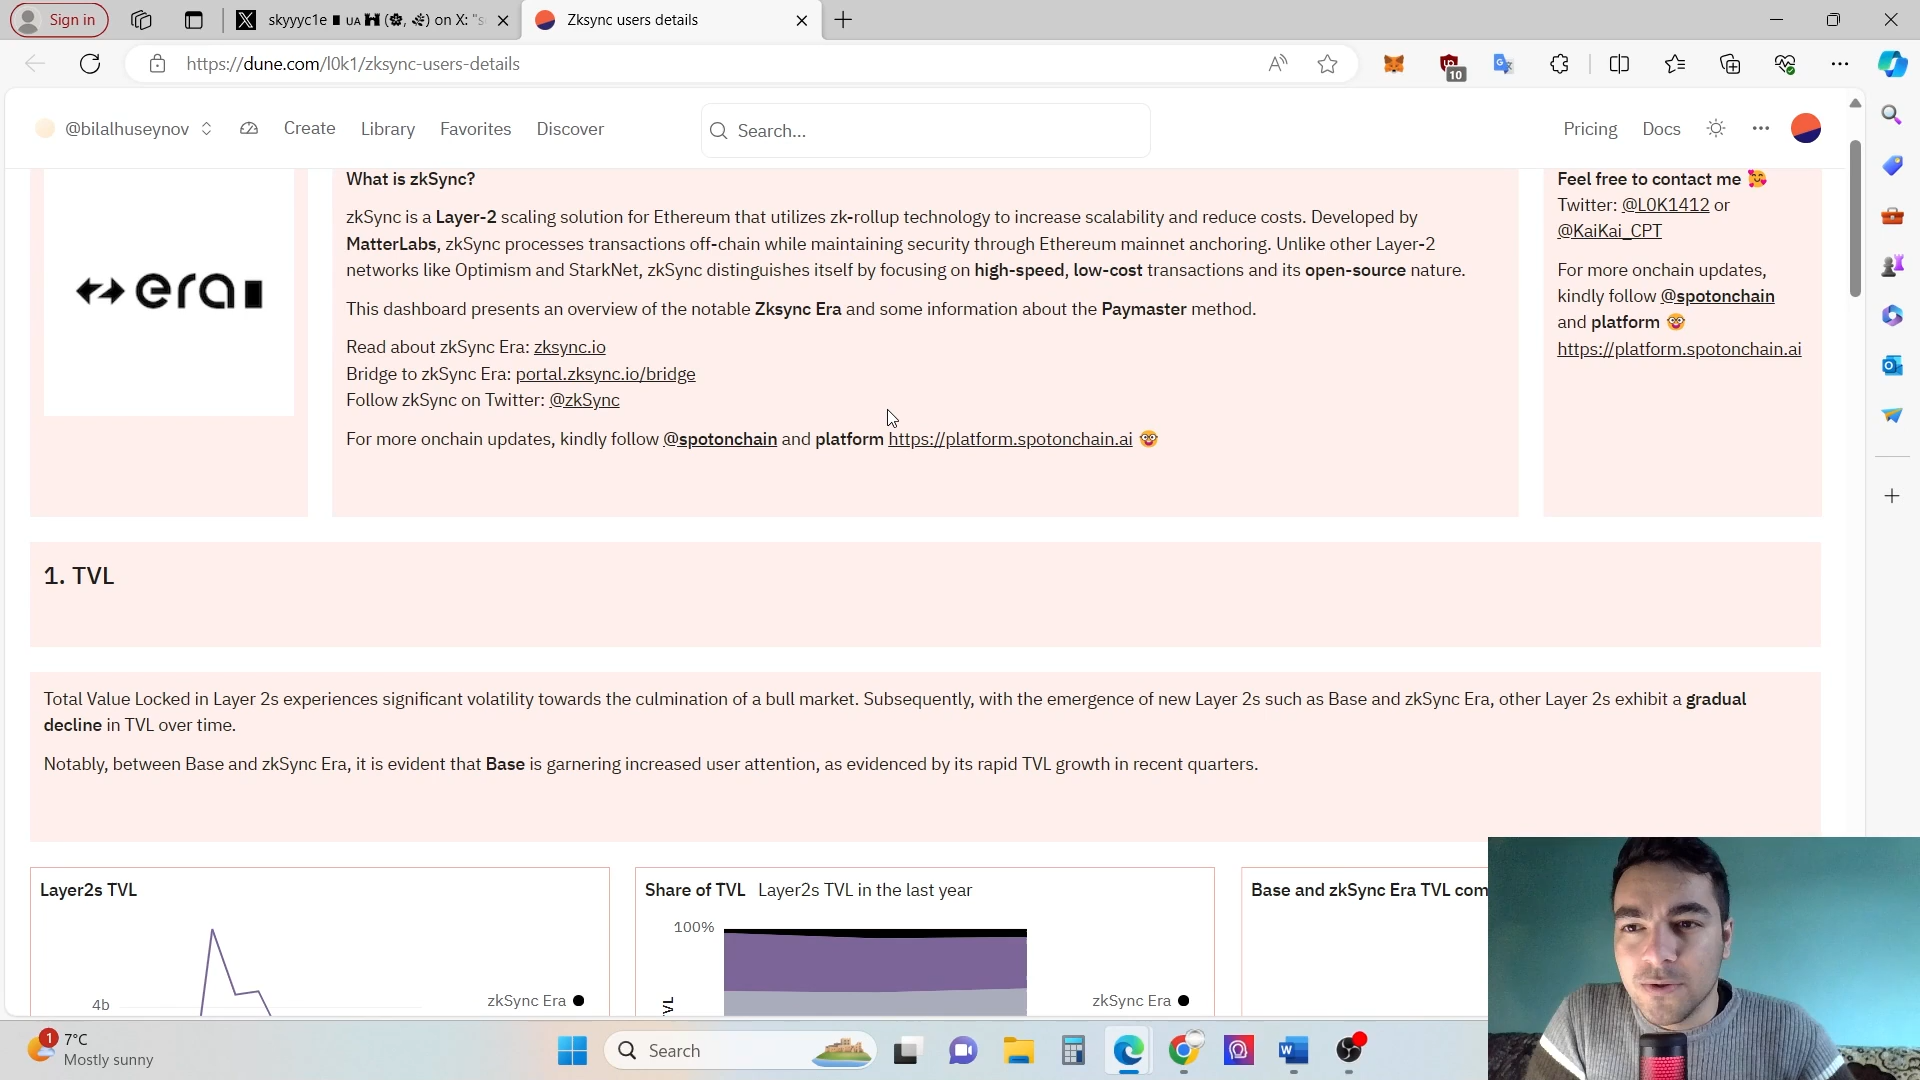 Sign in
skyyyc1e
on X: "s
Zksync users details
https://dune.com/l0k1/zksync-users-details
10
@bilalhuseynov
Create
Library
Favorites
Discover
Search...
Pricing
Docs
era
What is zkSync?
zkSync is a Layer-2 scaling solution for Ethereum that utilizes zk-rollup technology to increase scalability and reduce costs. Developed by
MatterLabs, zkSync processes transactions off-chain while maintaining security through Ethereum mainnet anchoring. Unlike other Layer-2
networks like Optimism and StarkNet, zkSync distinguishes itself by focusing on high-speed, low-cost transactions and its open-source nature.
This dashboard presents an overview of the notable Zksync Era and some information about the Paymaster method.
Read about zkSync Era: zksync.io
Bridge to zkSync Era: portal.zksync.io/bridge
Follow zkSync on Twitter: @zkSync
For more onchain updates, kindly follow @spotonchain and platform https://platform.spotonchain.ai 🤓
Feel free to contact me 🥰
Twitter: @L0K1412 or
@KaiKai_CPT
For more onchain updates,
kindly follow @spotonchain
and platform 🤓
https://platform.spotonchain.ai
1. TVL
Total Value Locked in Layer 2s experiences significant volatility towards the culmination of a bull market. Subsequently, with the emergence of new Layer 2s such as Base and zkSync Era, other Layer 2s exhibit a gradual
decline in TVL over time.
Notably, between Base and zkSync Era, it is evident that Base is garnering increased user attention, as evidenced by its rapid TVL growth in recent quarters.
Layer2s TVL
4b
zkSync Era
Share of TVL Layer2s TVL in the last year
100%
VL
zkSync Era
Base and zkSync Era TVL com
1
7°C
Mostly sunny
Search